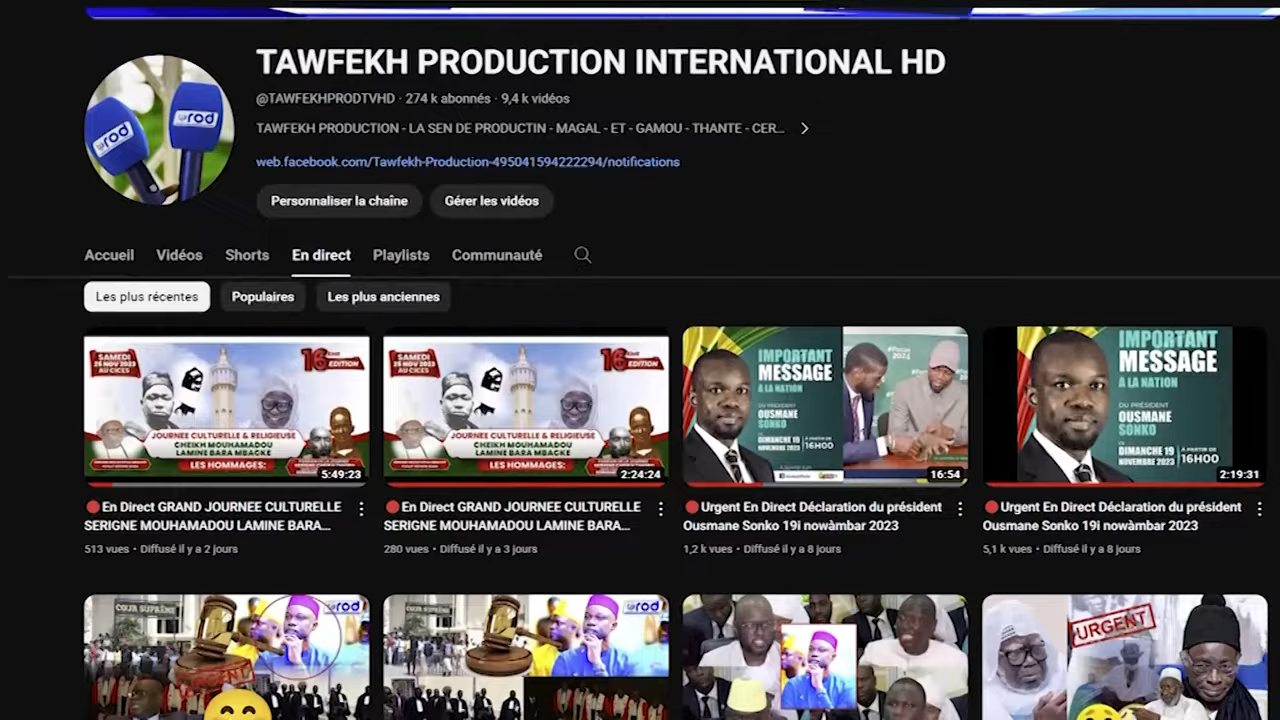 TAWFEKH PRODUCTION INTERNATIONAL HD
@TAWFEKHPRODTVHD · 274 k abonnés · 9,4 k vidéos
TAWFEKH PRODUCTION - LA SEN DE PRODUCTIN - MAGAL - ET - GAMOU - THANTE - CER...
web.facebook.com/Tawfekh-Production-495041594222294/notifications
Personnaliser la chaîne
Gérer les vidéos
Accueil Vidéos Shorts En direct Playlists Communauté
Les plus récentes Populaires Les plus anciennes
SAMEDI
25 NOV 2023
AU CICES
16ÈME
EDITION
JOURNEE CULTURELLE & RELIGIEUSE
CHEIKH MOUHAMADOU
LAMINE BARA MBACKE
LES HOMMAGES:
5:49:23
SAMEDI
25 NOV 2023
AU CICES
16ÈME
EDITION
JOURNEE CULTURELLE & RELIGIEUSE
CHEIKH MOUHAMADOU
LAMINE BARA MBACKE
LES HOMMAGES:
2:24:24
IMPORTANT
MESSAGE
À LA NATION
DU PRÉSIDENT
OUSMANE
SONKO
DIMANCHE 19
NOVEMBRE 2023
À PARTIR DE
16H00
16:54
IMPORTANT
MESSAGE
À LA NATION
DU PRÉSIDENT
OUSMANE
SONKO
DIMANCHE 19
NOVEMBRE 2023
À PARTIR DE
16H00
2:19:31
En Direct GRAND JOURNEE CULTURELLE
SERIGNE MOUHAMADOU LAMINE BARA...
513 vues · Diffusé il y a 2 jours
En Direct GRAND JOURNEE CULTURELLE
SERIGNE MOUHAMADOU LAMINE BARA...
280 vues · Diffusé il y a 3 jours
Urgent En Direct Déclaration du président
Ousmane Sonko 19i nowàmbar 2023
1,2 k vues · Diffusé il y a 8 jours
Urgent En Direct Déclaration du président
Ousmane Sonko 19i nowàmbar 2023
5,1 k vues · Diffusé il y a 8 jours
COUR SUPRÊME
prod
URGENT
COUR SUPRÊME
prod
URGENT